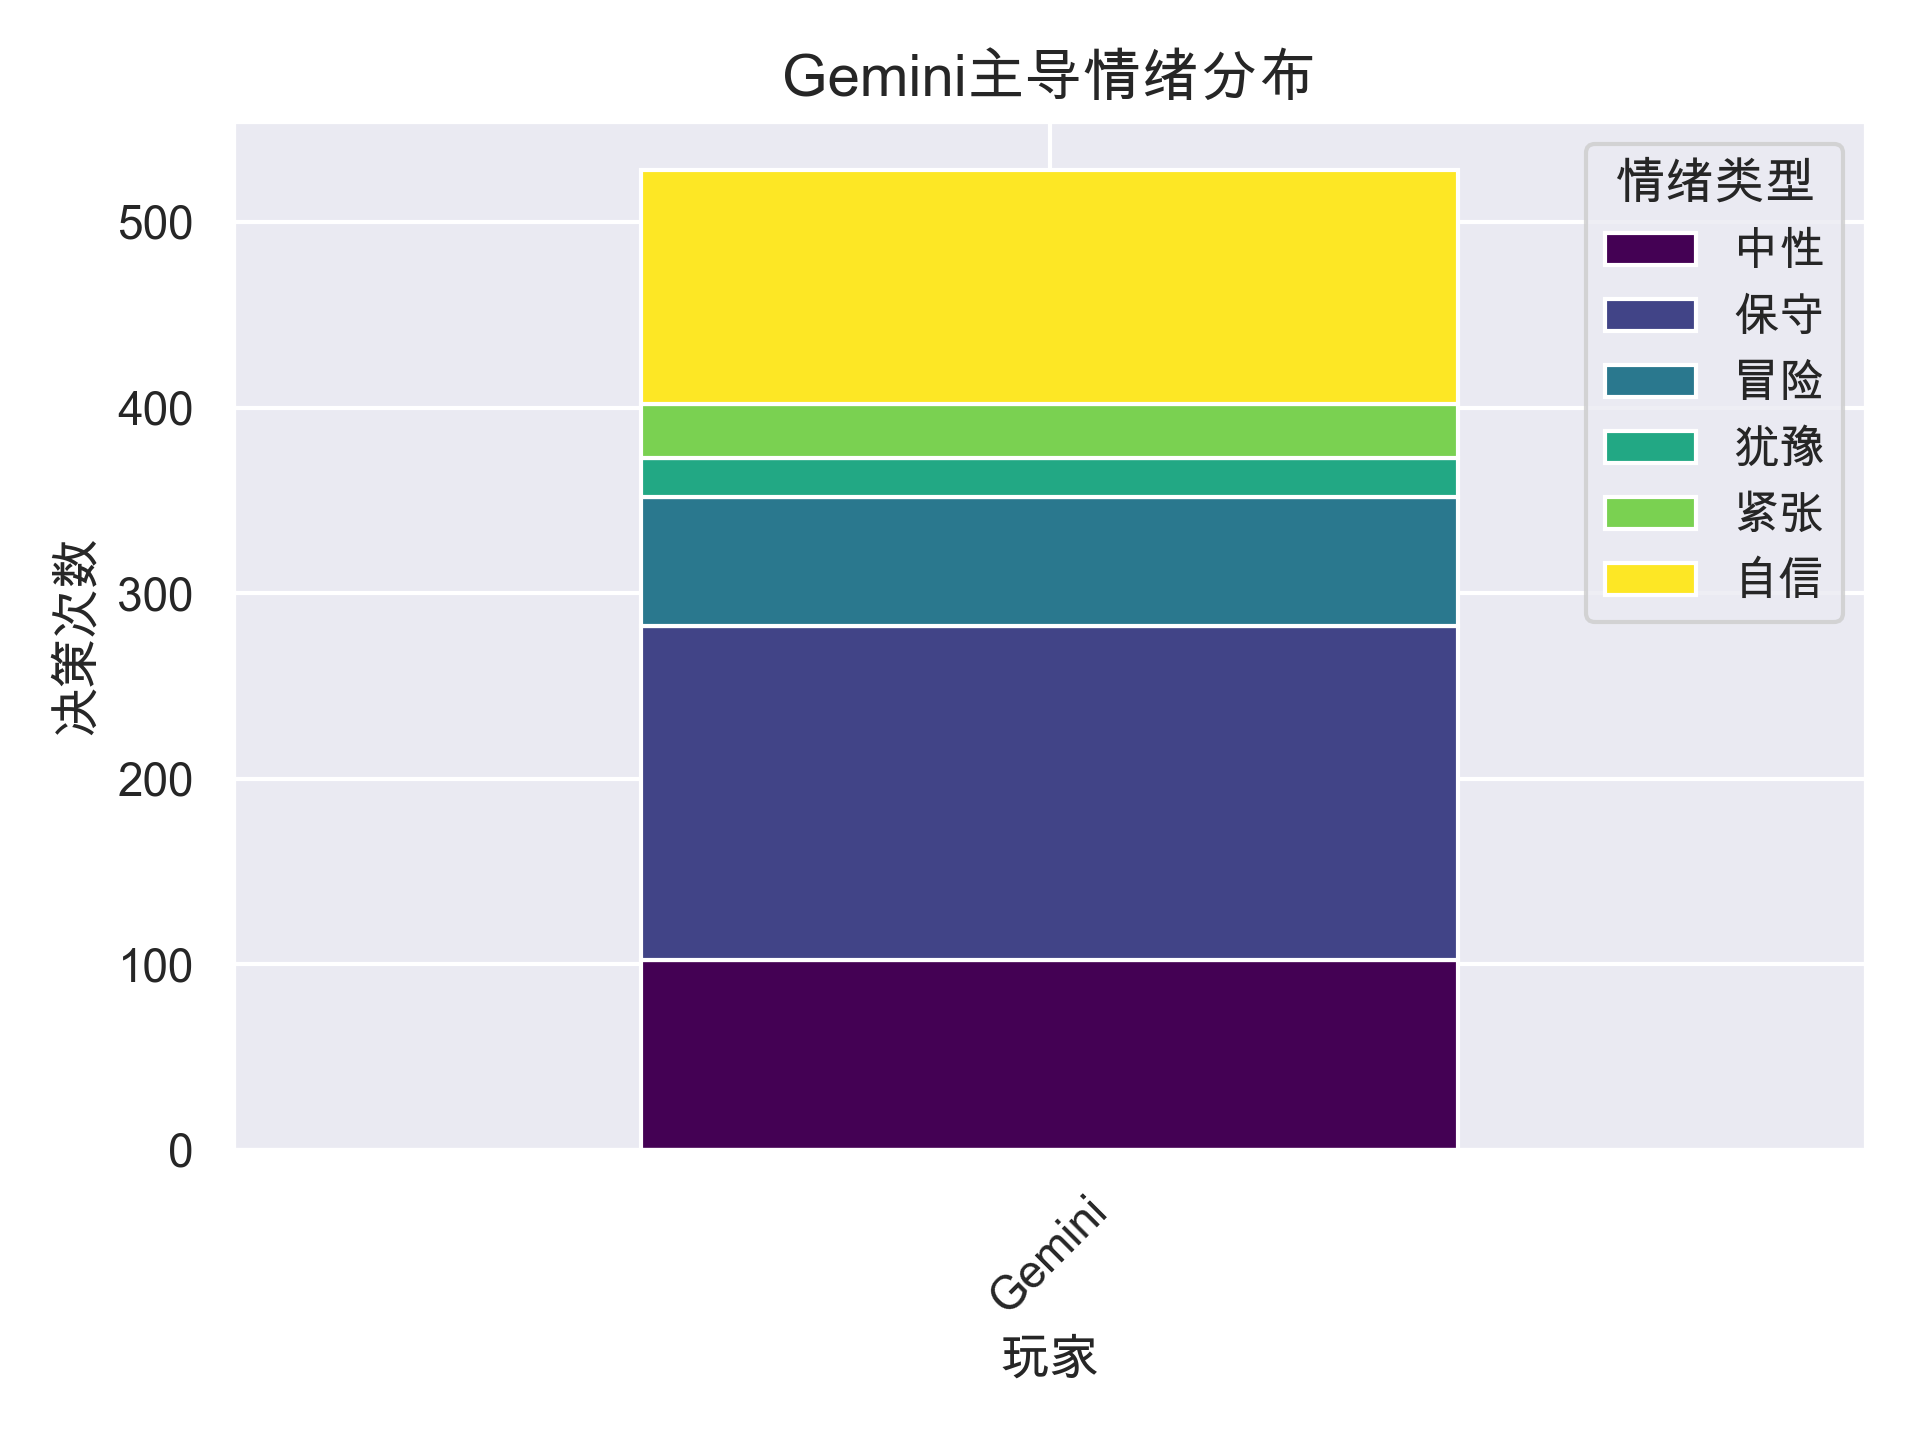 Gemini主导情绪分布
情绪类型
中性
保守
冒险
犹豫
紧张
自信
决策次数
500
400
300
200
100
0
Gemini
玩家